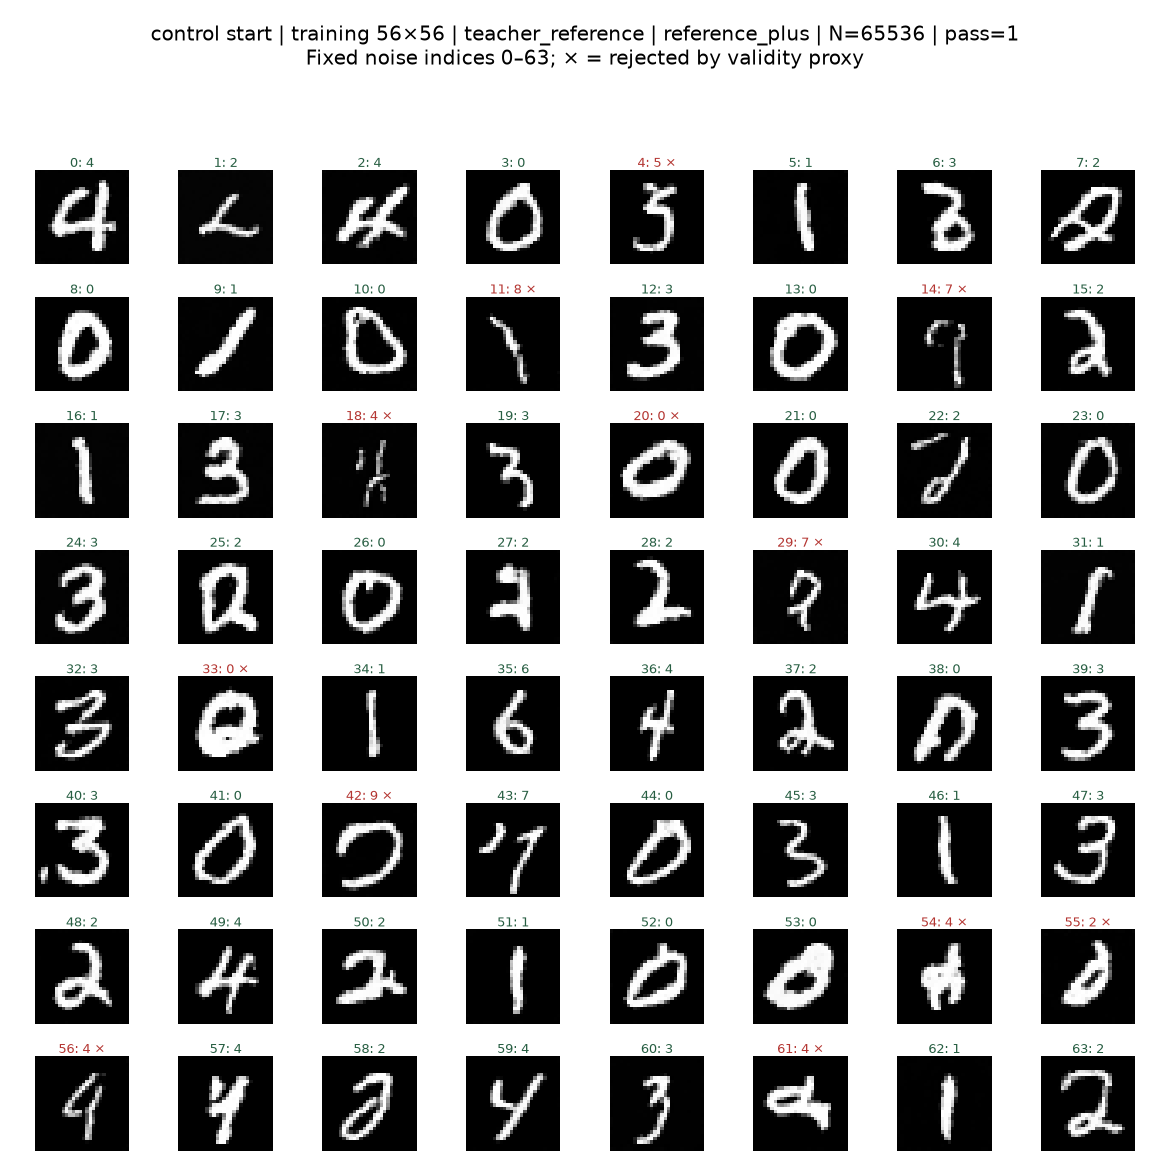 control start | training 56×56 | teacher_reference | reference_plus | N=65536 | pass=1
Fixed noise indices 0–63; × = rejected by validity proxy
0: 4 1: 2 2: 4 3: 0 4: 5 × 5: 1 6: 3 7: 2
8: 0 9: 1 10: 0 11: 8 × 12: 3 13: 0 14: 7 × 15: 2
16: 1 17: 3 18: 4 × 19: 3 20: 0 × 21: 0 22: 2 23: 0
24: 3 25: 2 26: 0 27: 2 28: 2 29: 7 × 30: 4 31: 1
32: 3 33: 0 × 34: 1 35: 6 36: 4 37: 2 38: 0 39: 3
40: 3 41: 0 42: 9 × 43: 7 44: 0 45: 3 46: 1 47: 3
48: 2 49: 4 50: 2 51: 1 52: 0 53: 0 54: 4 × 55: 2 ×
56: 4 × 57: 4 58: 2 59: 4 60: 3 61: 4 × 62: 1 63: 2